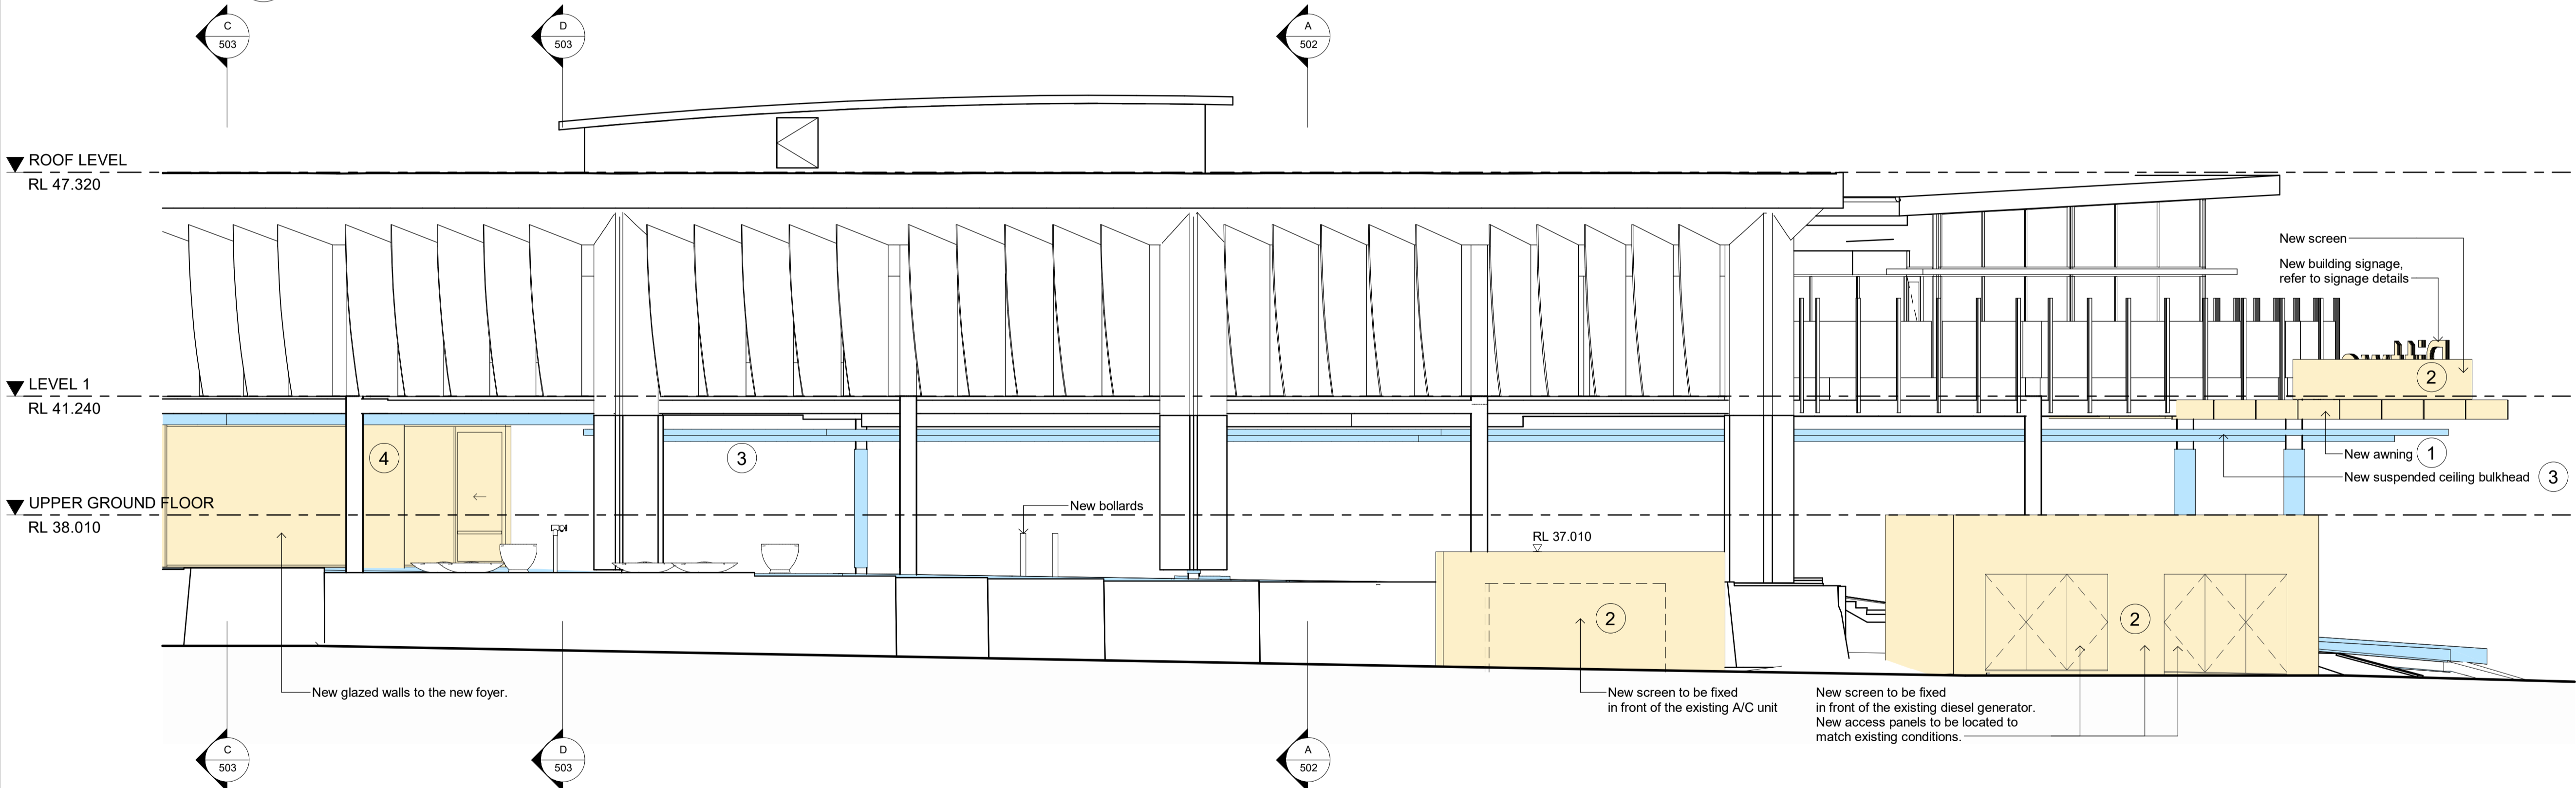 C
503
D
503
A
502
ROOF LEVEL
RL 47.320
New screen
New building signage,
refer to signage details
LEVEL 1
RL 41.240
2
4
3
New awning 1
New suspended ceiling bulkhead 3
UPPER GROUND FLOOR
RL 38.010
New bollards
RL 37.010
2
2
New glazed walls to the new foyer.
New screen to be fixed
in front of the existing A/C unit
New screen to be fixed
in front of the existing diesel generator.
New access panels to be located to
match existing conditions.
C
503
D
503
A
502